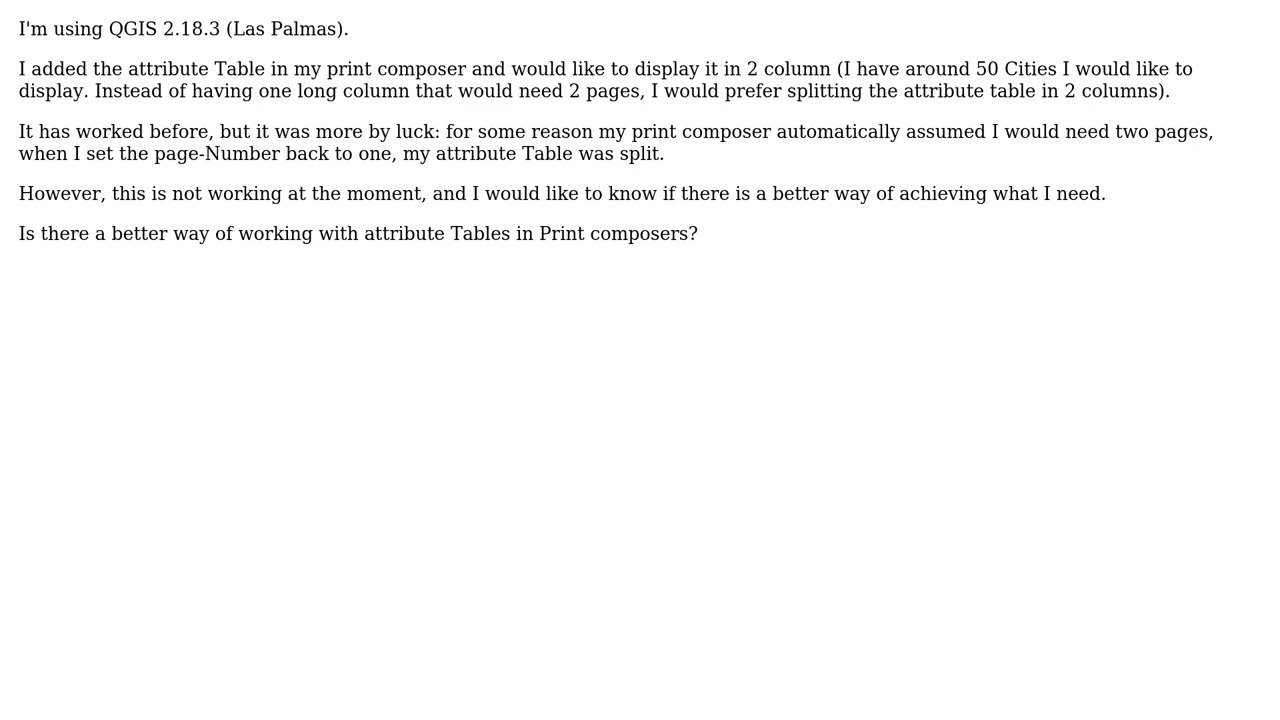 I'm using QGIS 2.18.3 (Las Palmas).
I added the attribute Table in my print composer and would like to display it in 2 column (I have around 50 Cities I would like to
display. Instead of having one long column that would need 2 pages, I would prefer splitting the attribute table in 2 columns).
It has worked before, but it was more by luck: for some reason my print composer automatically assumed I would need two pages,
when I set the page-Number back to one, my attribute Table was split.
However, this is not working at the moment, and I would like to know if there is a better way of achieving what I need.
Is there a better way of working with attribute Tables in Print composers?